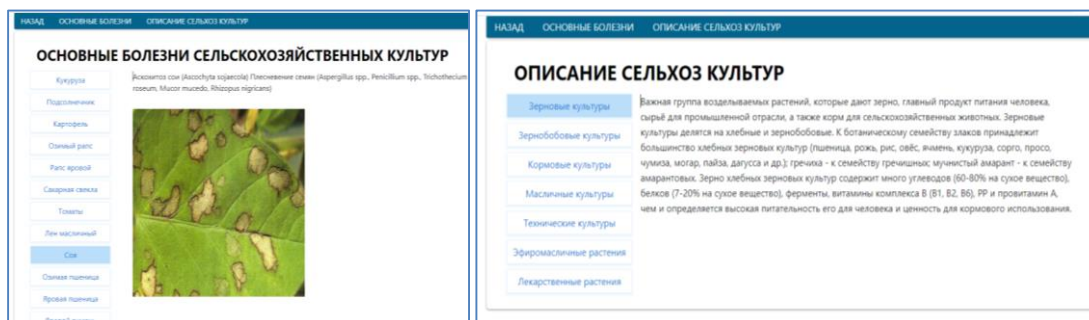 НАЗАД ОСНОВНЫЕ БОЛЕЗНИ ОПИСАНИЕ СЕЛЬХОЗ КУЛЬТУР
ОСНОВНЫЕ БОЛЕЗНИ СЕЛЬСКОХОЗЯЙСТВЕННЫХ КУЛЬТУР
Кукуруза
Подсолнечник
Картофель
Озимый рапс
Рапс яровой
Сахарная свекла
Томаты
Лен масличный
Соя
Озимая пшеница
Яровая пшеница
Аскохитоз сои (Ascochyta sojaecola) Плесневение семян (Aspergillus spp., Penicillium spp., Trichothecium
roseum, Mucor mucedo, Rhizopus nigricans)
НАЗАД ОСНОВНЫЕ БОЛЕЗНИ ОПИСАНИЕ СЕЛЬХОЗ КУЛЬТУР
ОПИСАНИЕ СЕЛЬХОЗ КУЛЬТУР
Зерновые культуры
Зернобобовые культуры
Кормовые культуры
Масличные культуры
Технические культуры
Эфиромасличные растения
Лекарственные растения
Важная группа возделываемых растений, которые дают зерно, главный продукт питания человека,
сырьё для промышленной отрасли, а также корм для сельскохозяйственных животных. Зерновые
культуры делятся на хлебные и зернобобовые. К ботаническому семейству злаков принадлежит
большинство хлебных зерновых культур (пшеница, рожь, рис, овёс, ячмень, кукуруза, сорго, просо,
чумиза, могар, пайза, дагусса и др.); гречиха - к семейству гречишных; мучнистый амарант - к семейству
амарантовых. Зерно хлебных зерновых культур содержит много углеводов (60-80% на сухое вещество),
белков (7-20% на сухое вещество), ферменты, витамины комплекса В (В1, В2, В6), РР и провитамин А,
чем и определяется высокая питательность его для человека и ценность для кормового использования.